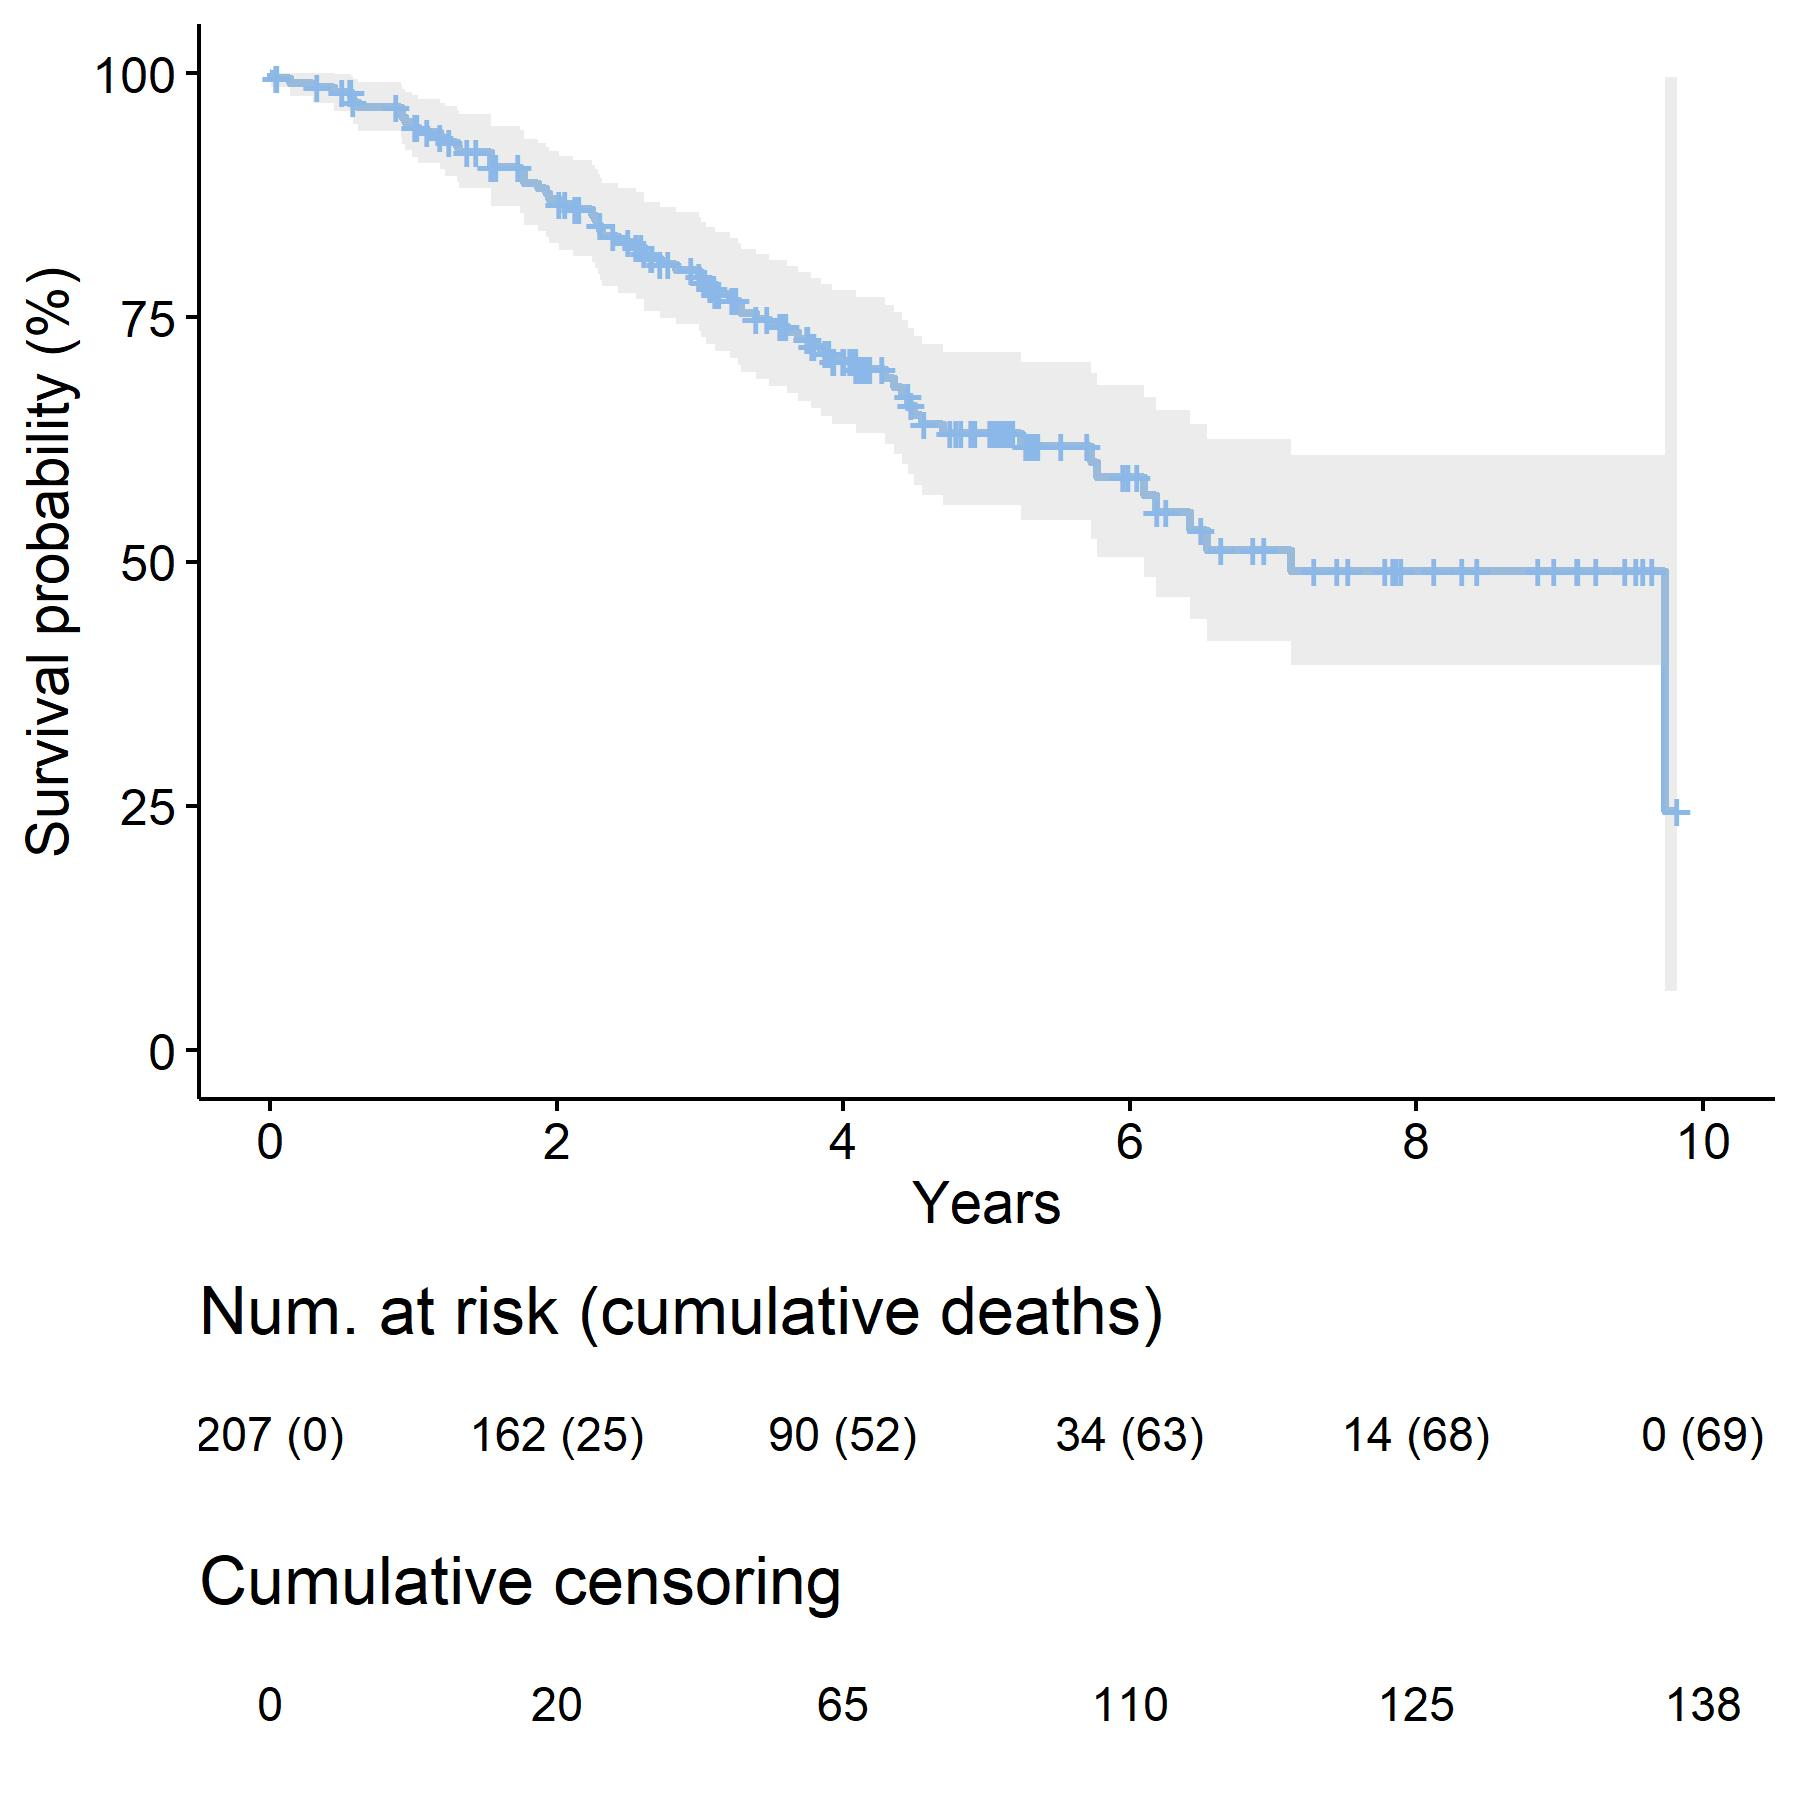 Survival probability (%)
100
75
50
25
0
0 2 4 6 8 10
Years
Num. at risk (cumulative deaths)
207 (0) 162 (25) 90 (52) 34 (63) 14 (68) 0 (69)
Cumulative censoring
0 20 65 110 125 138